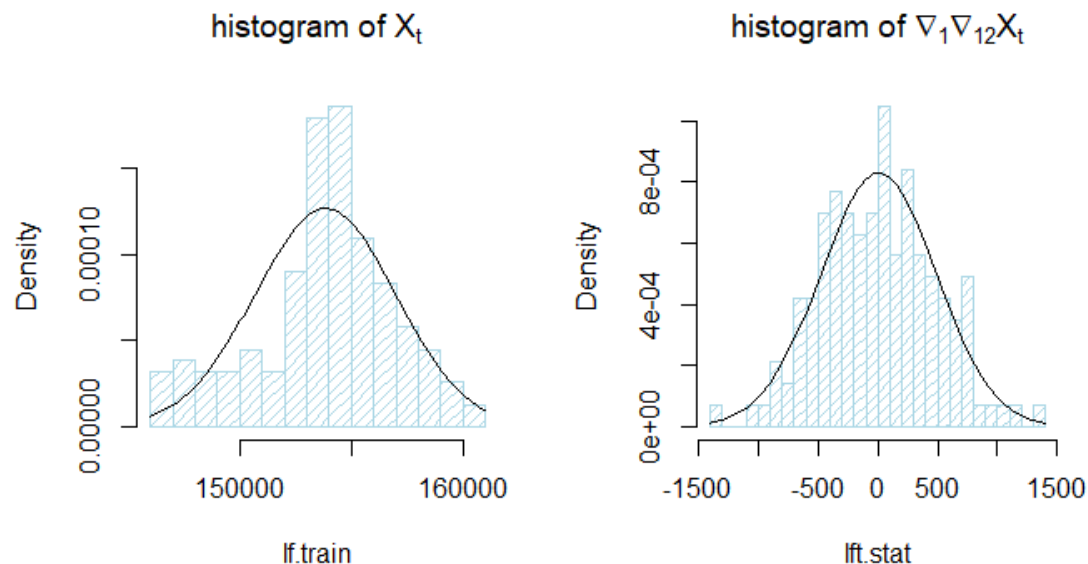 histogram of Xₜ
Density
0.00000
0.00010
150000
160000
lf.train
histogram of ∇₁∇₁₂Xₜ
Density
0e+00
4e-04
8e-04
-1500
-500
0
500
1500
lft.stat